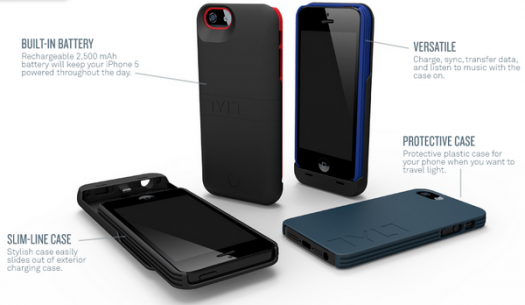 BUILT-IN BATTERY
Rechargeable 2,500 mAh
battery will keep your iPhone 5
powered throughout the day.
VERSATILE
Charge, sync, transfer data,
and listen to music with the
case on.
PROTECTIVE CASE
Protective plastic case for
your phone when you want to
travel light.
SLIM-LINE CASE
Stylish case easily
slides out of exterior
charging case.
TYLT
TYLT